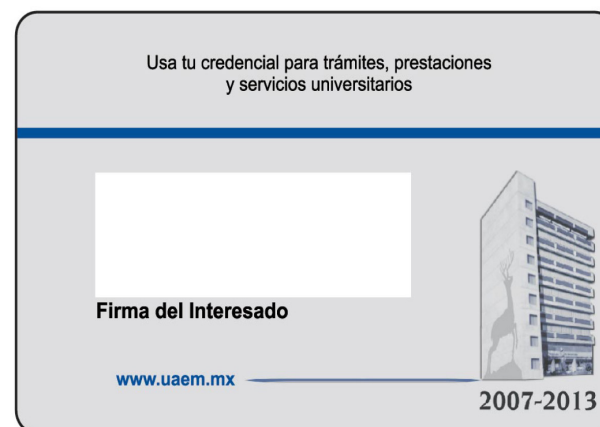 Usa tu credencial para trámites, prestaciones
y servicios universitarios
Firma del Interesado
www.uaem.mx
2007-2013